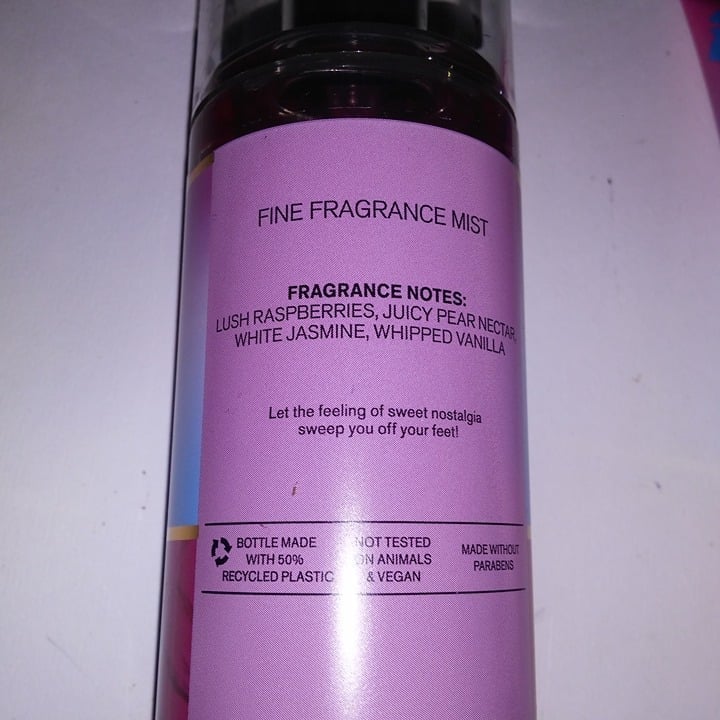 FINE FRAGRANCE MIST
FRAGRANCE NOTES:
LUSH RASPBERRIES, JUICY PEAR NECTAR,
WHITE JASMINE, WHIPPED VANILLA
Let the feeling of sweet nostalgia
sweep you off your feet!
BOTTLE MADE
WITH 50%
RECYCLED PLASTIC
NOT TESTED
ON ANIMALS
& VEGAN
MADE WITHOUT
PARABENS